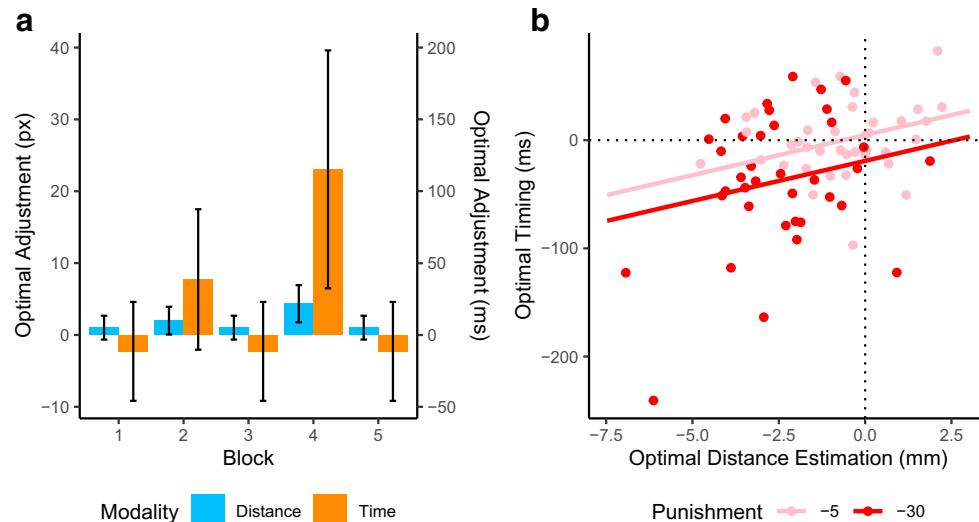 a
b
40
30
20
10
0
−10
Optimal Adjustment (px)
200
150
100
50
0
−50
Optimal Adjustment (ms)
1 2 3 4 5
Block
Modality Distance Time
0
−100
−200
Optimal Timing (ms)
−7.5 −5.0 −2.5 0.0 2.5
Optimal Distance Estimation (mm)
Punishment −5 −30